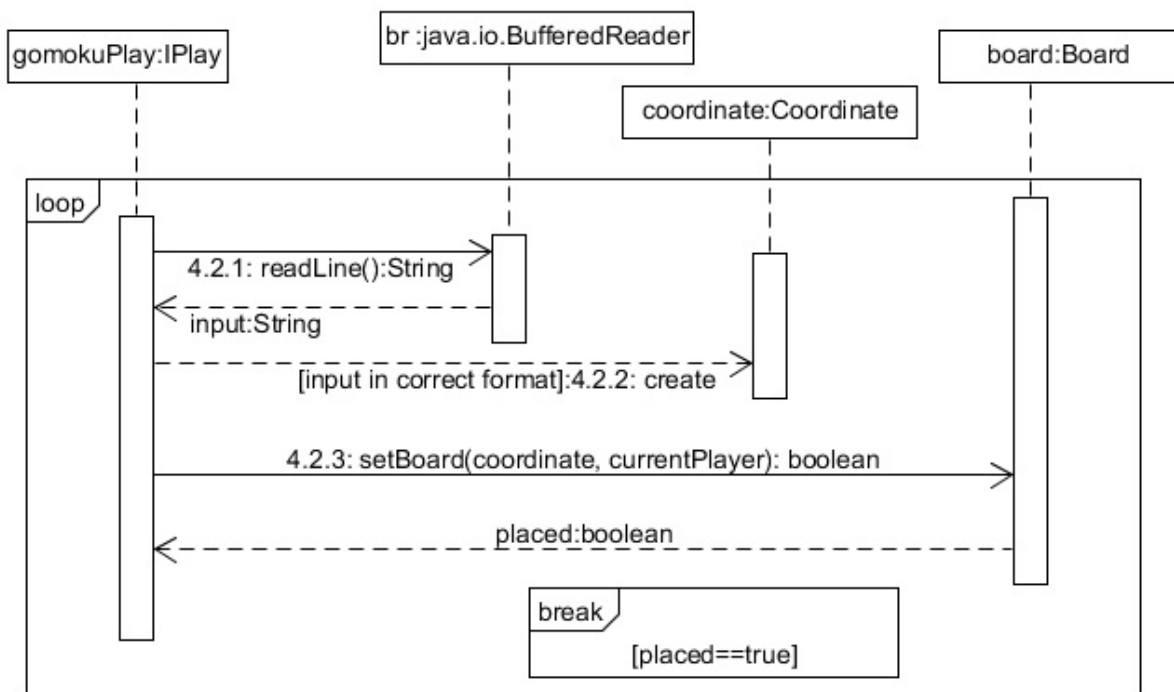 gomokuPlay:IPlay
br :java.io.BufferedReader
coordinate:Coordinate
board:Board
loop
4.2.1: readLine():String
input:String
[input in correct format]:4.2.2: create
4.2.3: setBoard(coordinate, currentPlayer): boolean
placed:boolean
break
[placed==true]